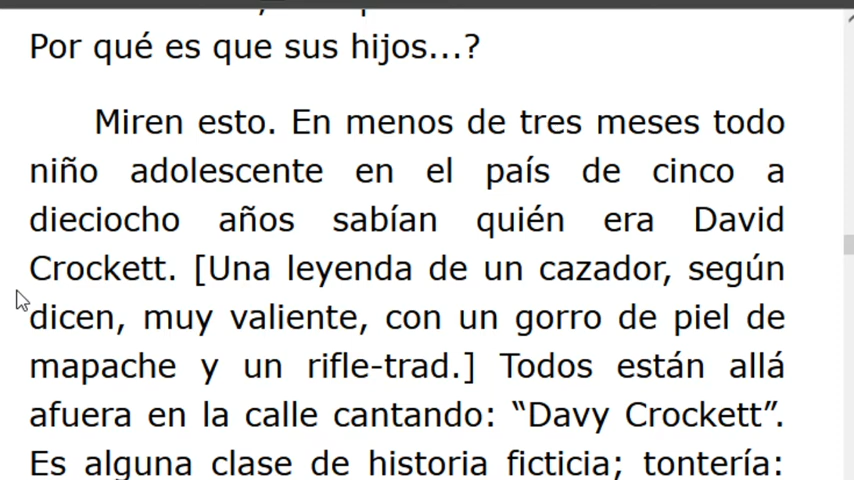 Por qué es que sus hijos...?
Miren esto. En menos de tres meses todo
niño adolescente en el país de cinco a
dieciocho años sabían quién era David
Crockett. [Una leyenda de un cazador, según
dicen, muy valiente, con un gorro de piel de
mapache y un rifle-trad.] Todos están allá
afuera en la calle cantando: “Davy Crockett”.
Es alguna clase de historia ficticia; tontería: